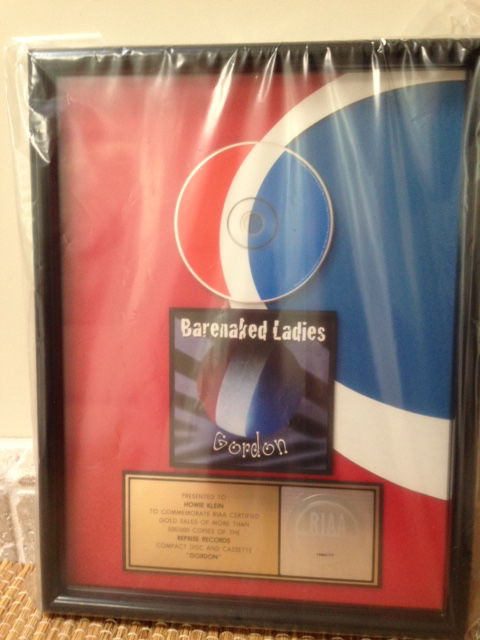 Barenaked Ladies
Gordon
PRESENTED TO
HOWIE KLEIN
TO COMMEMORATE RIAA CERTIFIED
GOLD SALES OF MORE THAN
500,000 COPIES OF THE
REPRISE RECORDS
COMPACT DISC AND CASSETTE
"GORDON"
RIAA